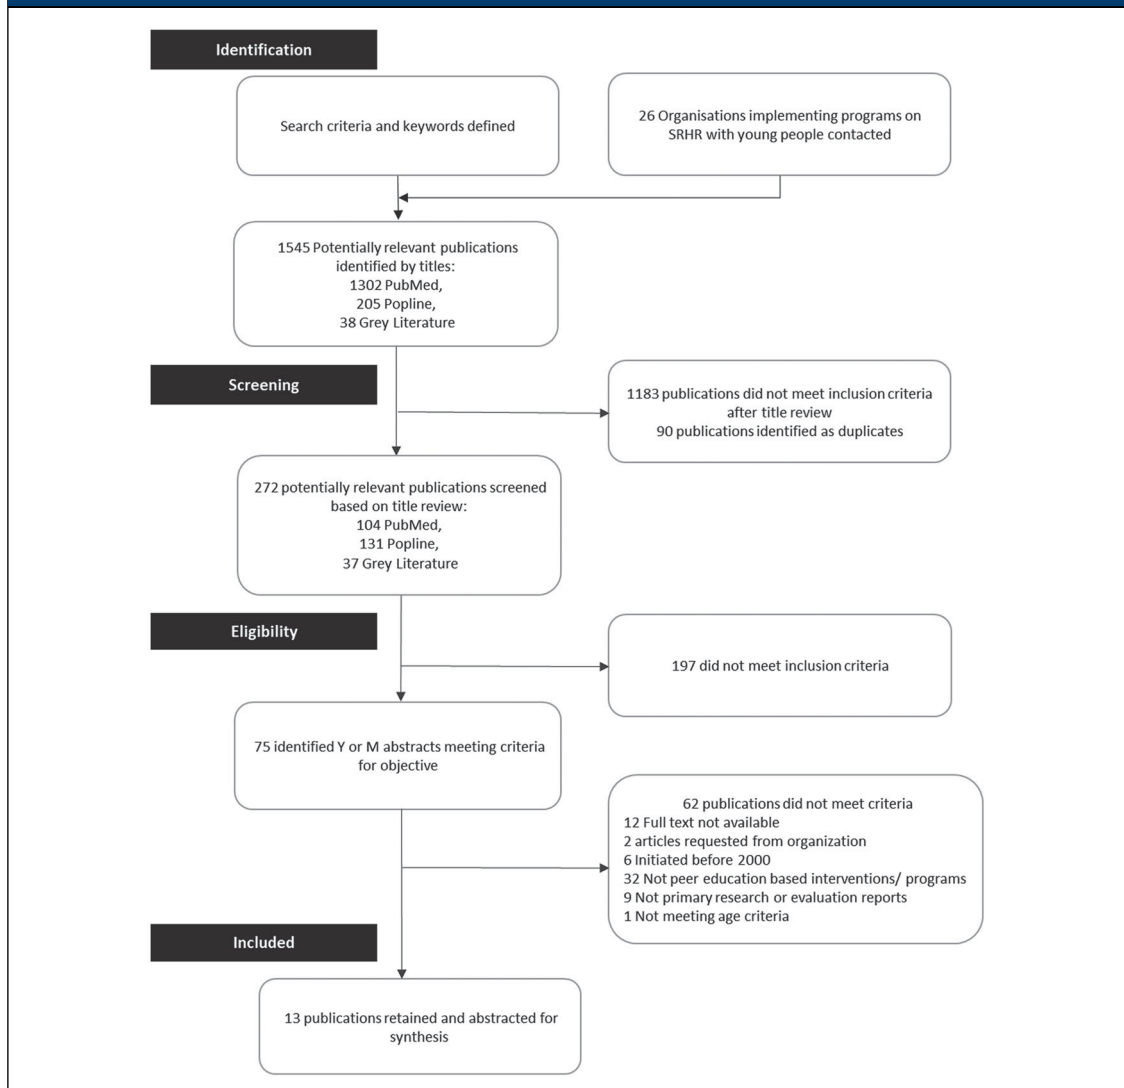 Identification
Search criteria and keywords defined
26 Organisations implementing programs on
SRHR with young people contacted
1545 Potentially relevant publications
identified by titles:
1302 PubMed,
205 Popline,
38 Grey Literature
Screening
1183 publications did not meet inclusion criteria
after title review
90 publications identified as duplicates
272 potentially relevant publications screened
based on title review:
104 PubMed,
131 Popline,
37 Grey Literature
Eligibility
197 did not meet inclusion criteria
75 identified Y or M abstracts meeting criteria
for objective
62 publications did not meet criteria
12 Full text not available
2 articles requested from organization
6 Initiated before 2000
32 Not peer education based interventions/ programs
9 Not primary research or evaluation reports
1 Not meeting age criteria
Included
13 publications retained and abstracted for
synthesis